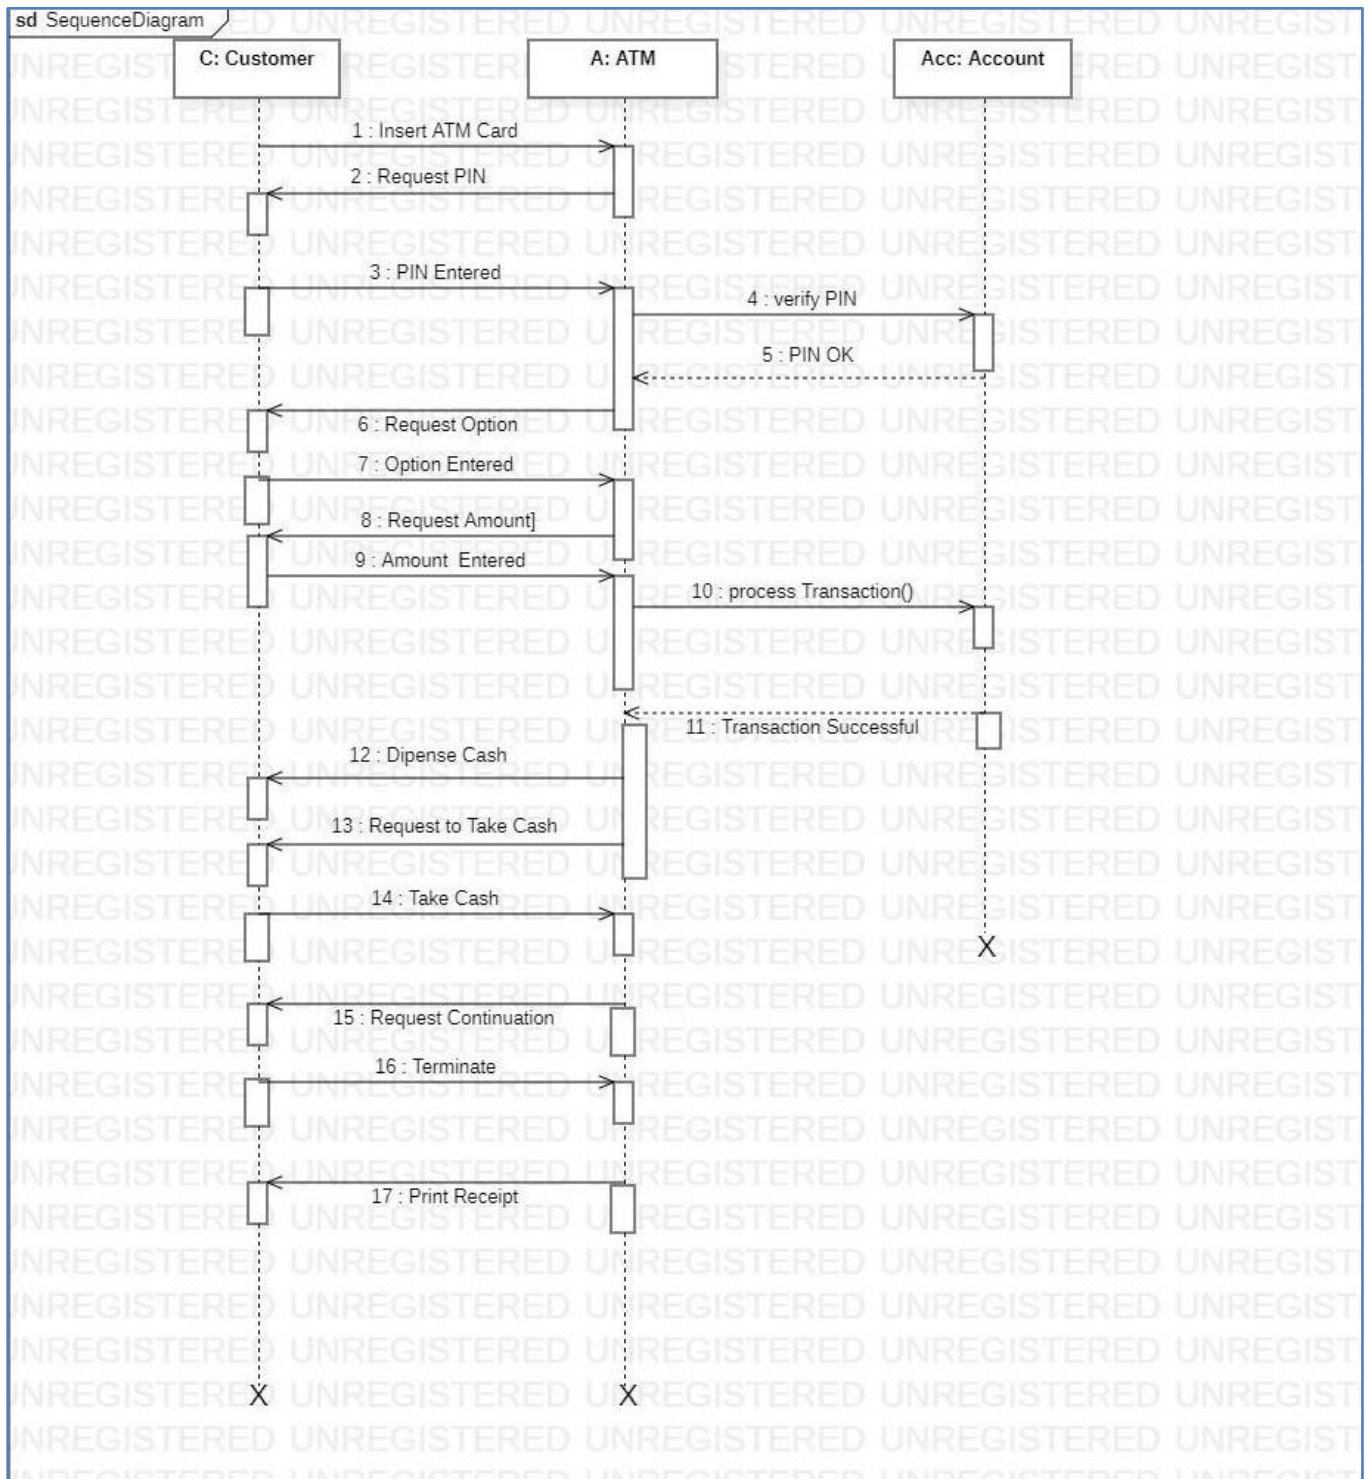 sd SequenceDiagram
C: Customer
A: ATM
Acc: Account
1 : Insert ATM Card
2 : Request PIN
3 : PIN Entered
4 : verify PIN
5 : PIN OK
6 : Request Option
7 : Option Entered
8 : Request Amount]
9 : Amount  Entered
10 : process Transaction()
11 : Transaction Successful
12 : Dipense Cash
13 : Request to Take Cash
14 : Take Cash
X
15 : Request Continuation
16 : Terminate
17 : Print Receipt
X
X
UNREGISTERED